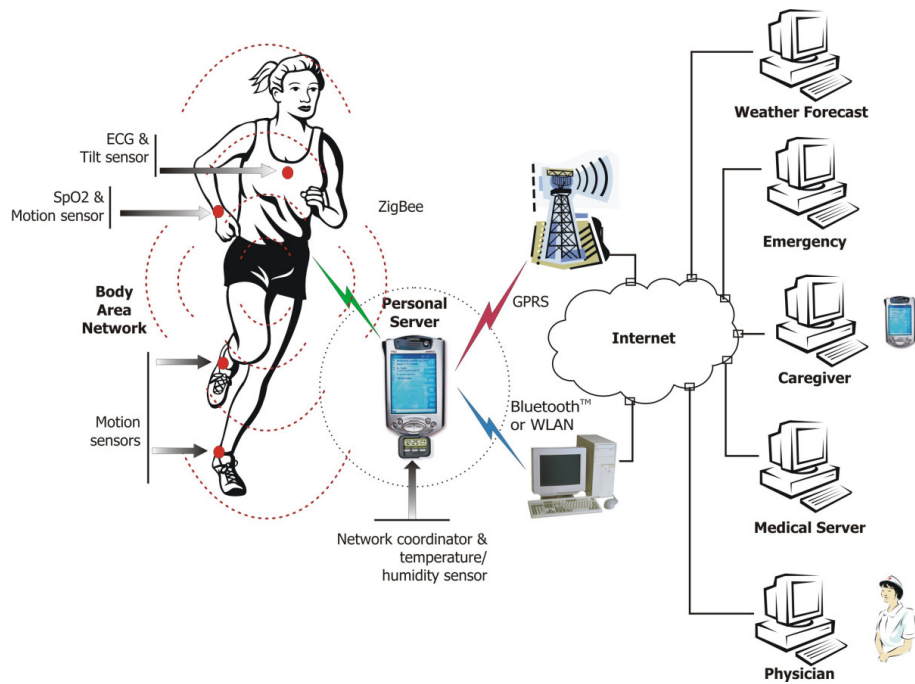 ECG &
Tilt sensor
SpO2 &
Motion sensor
ZigBee
Body
Area
Network
Personal
Server
GPRS
Internet
Motion
sensors
Bluetooth™
or WLAN
Network coordinator &
temperature/
humidity sensor
Weather Forecast
Emergency
Caregiver
Medical Server
Physician